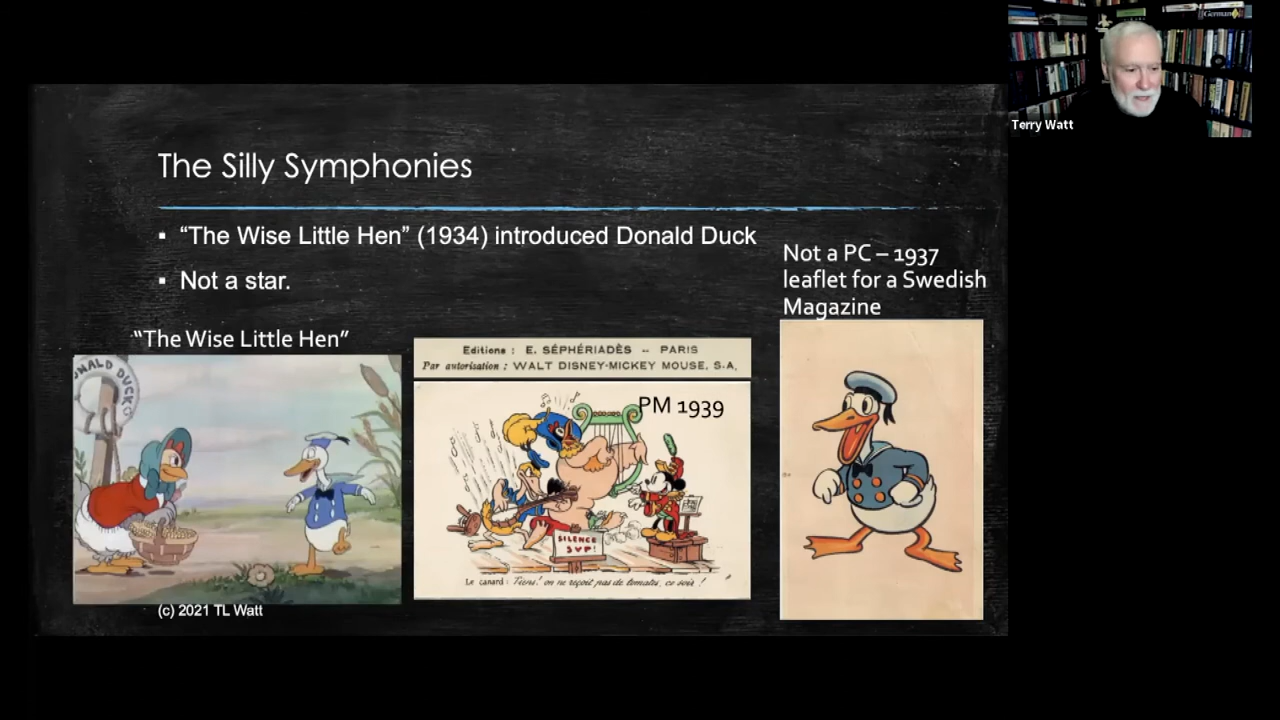 German
Terry Watt
The Silly Symphonies
▪ “The Wise Little Hen” (1934) introduced Donald Duck
▪ Not a star.
Not a PC – 1937
leaflet for a Swedish
Magazine
“The Wise Little Hen”
NALD DUCK
Editions : E. SÉPHÉRIADÈS -- PARIS
Par autorisation : WALT DISNEY-MICKEY MOUSE. S.A.
PM 1939
SILENCE
SVP!
Le canard : Tiens! on ne reçoit pas de tomates, ce soir !
(c) 2021 TL Watt